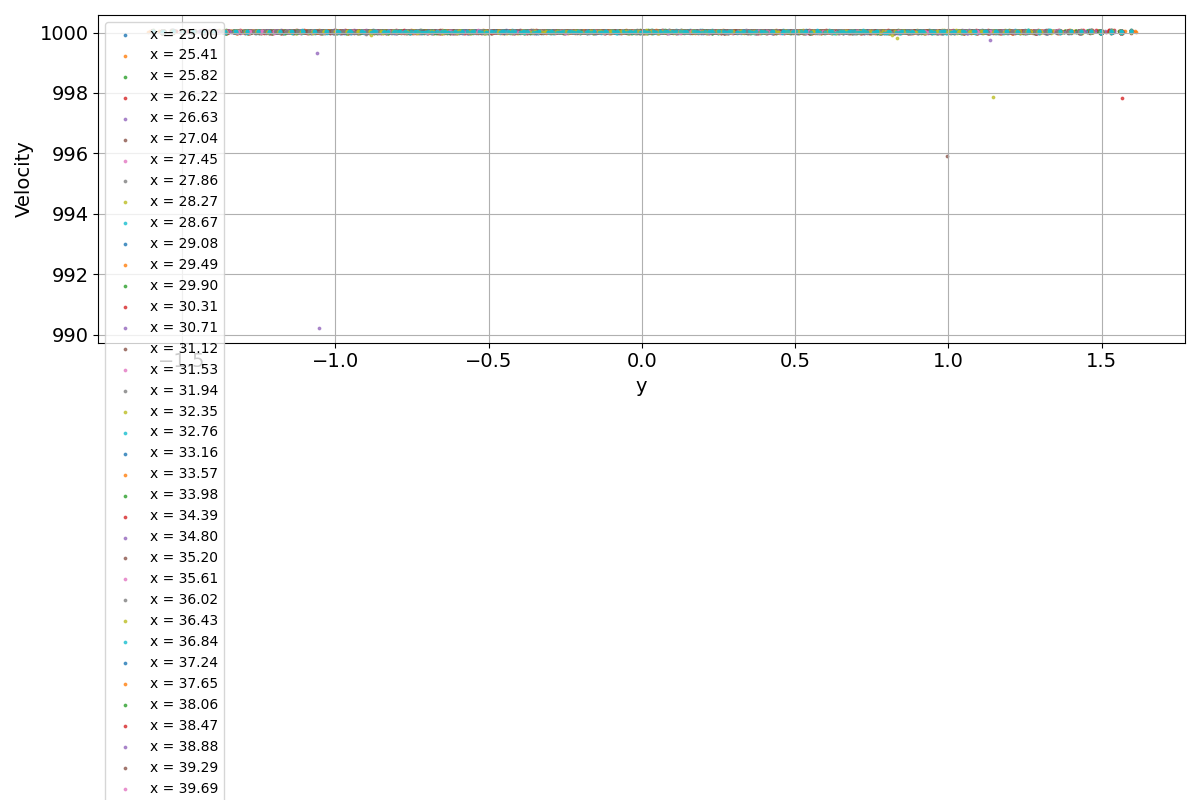 1000
998
996
994
992
990
Velocity
−1.5
−1.0
−0.5
0.0
0.5
1.0
1.5
y
x = 25.00
x = 25.41
x = 25.82
x = 26.22
x = 26.63
x = 27.04
x = 27.45
x = 27.86
x = 28.27
x = 28.67
x = 29.08
x = 29.49
x = 29.90
x = 30.31
x = 30.71
x = 31.12
x = 31.53
x = 31.94
x = 32.35
x = 32.76
x = 33.16
x = 33.57
x = 33.98
x = 34.39
x = 34.80
x = 35.20
x = 35.61
x = 36.02
x = 36.43
x = 36.84
x = 37.24
x = 37.65
x = 38.06
x = 38.47
x = 38.88
x = 39.29
x = 39.69